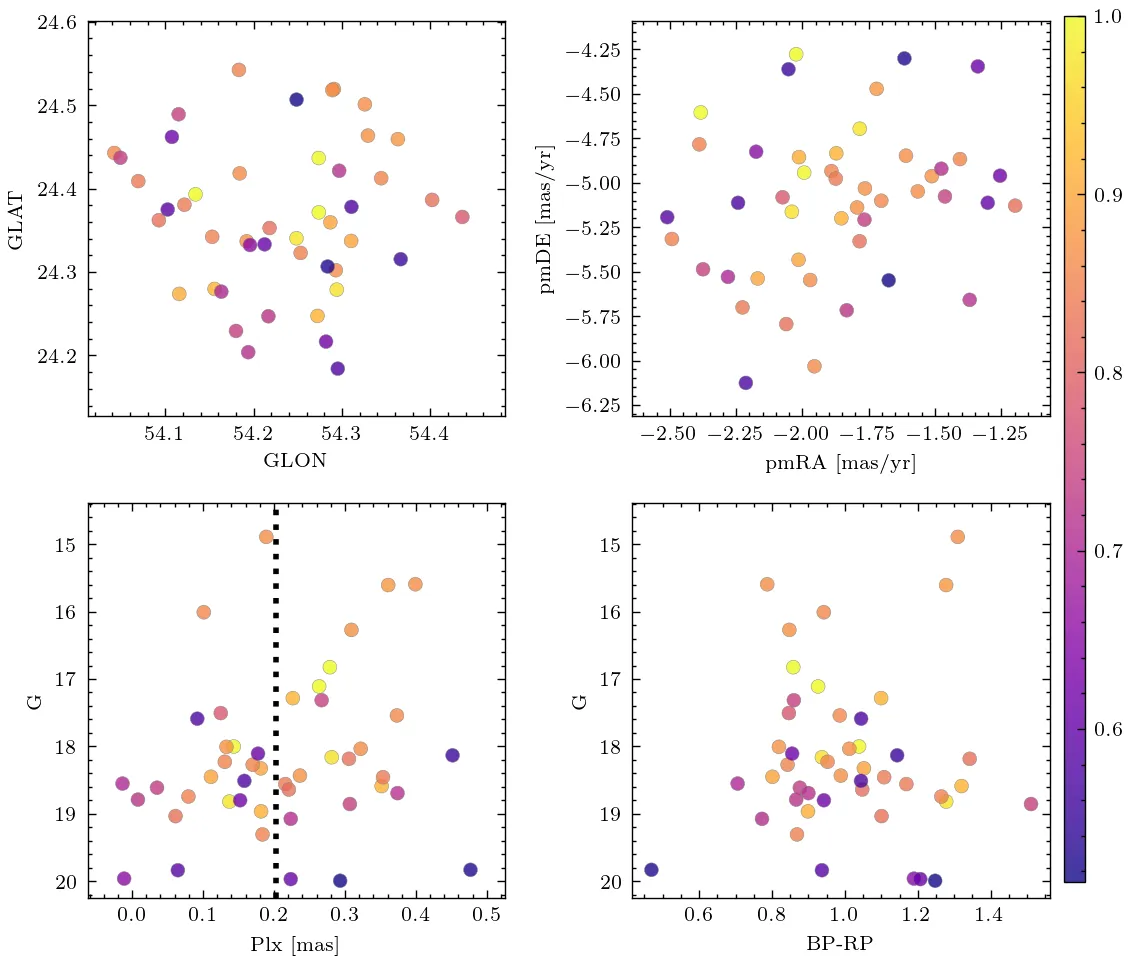 24.6
24.5
24.4
24.3
24.2
GLAT
54.1 54.2 54.3 54.4
GLON
−4.25
−4.50
−4.75
−5.00
−5.25
−5.50
−5.75
−6.00
−6.25
pmDE [mas/yr]
−2.50 −2.25 −2.00 −1.75 −1.50 −1.25
pmRA [mas/yr]
15
16
17
18
19
20
G
0.0 0.1 0.2 0.3 0.4 0.5
Plx [mas]
15
16
17
18
19
20
G
0.6 0.8 1.0 1.2 1.4
BP-RP
1.0
0.9
0.8
0.7
0.6